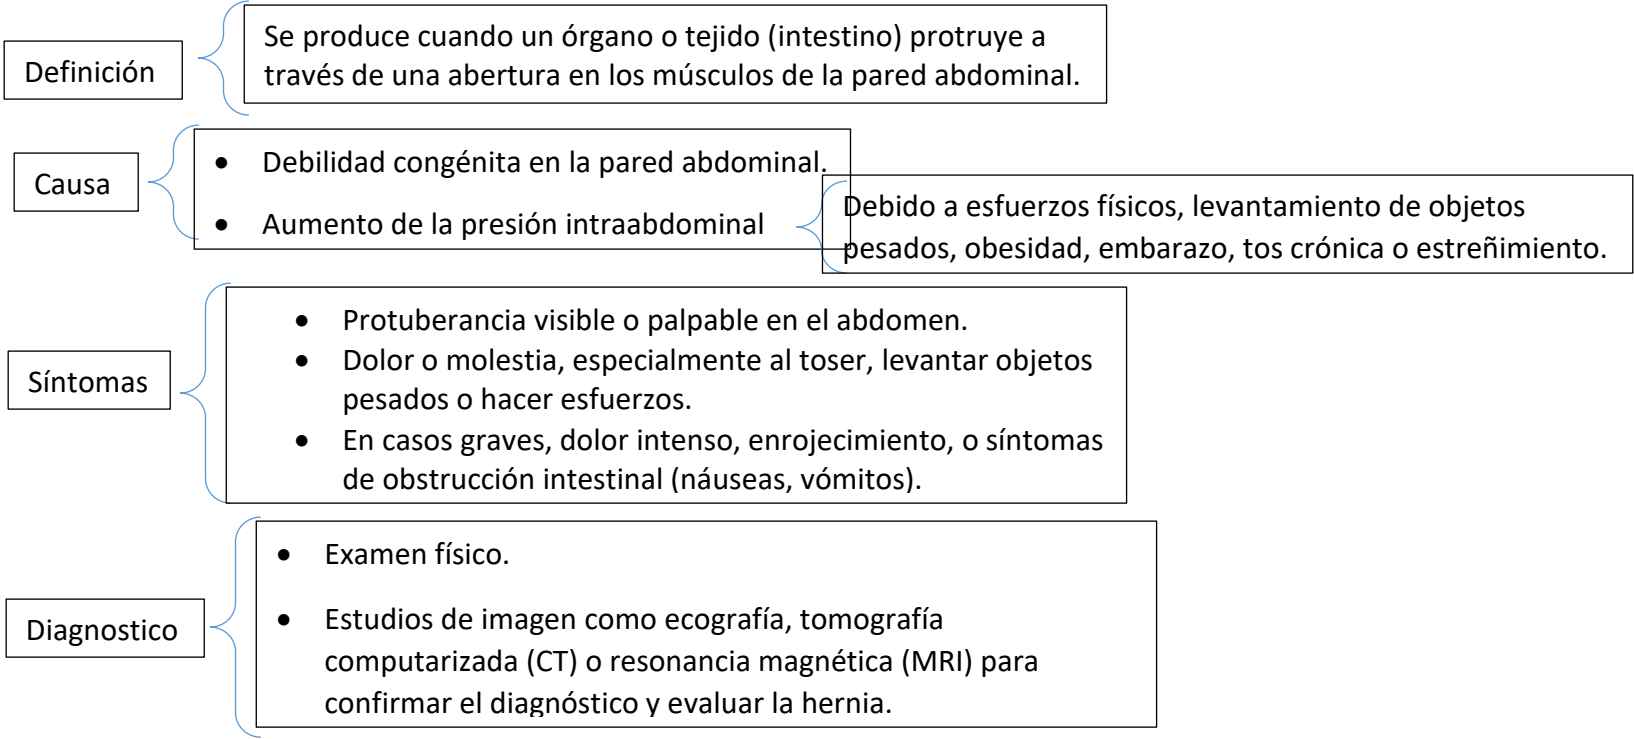 Definición
Se produce cuando un órgano o tejido (intestino) protruye a
través de una abertura en los músculos de la pared abdominal.
Causa
• Debilidad congénita en la pared abdominal.
• Aumento de la presión intraabdominal
Debido a esfuerzos físicos, levantamiento de objetos
pesados, obesidad, embarazo, tos crónica o estreñimiento.
Síntomas
• Protuberancia visible o palpable en el abdomen.
• Dolor o molestia, especialmente al toser, levantar objetos
pesados o hacer esfuerzos.
• En casos graves, dolor intenso, enrojecimiento, o síntomas
de obstrucción intestinal (náuseas, vómitos).
Diagnostico
• Examen físico.
• Estudios de imagen como ecografía, tomografía
computarizada (CT) o resonancia magnética (MRI) para
confirmar el diagnóstico y evaluar la hernia.